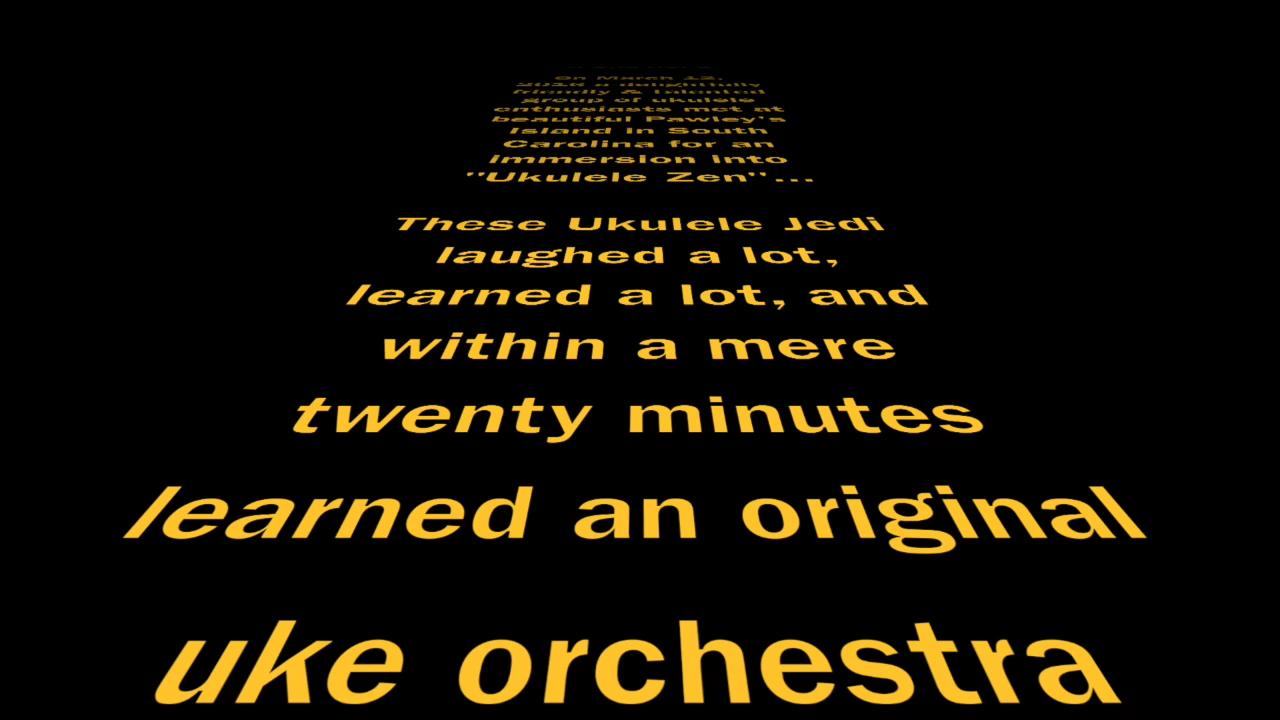 On March 12,
a delightfully
friendly & talented
group of ukulele
enthusiasts met at
beautiful Pawley's
Island in South
Carolina for an
immersion into
"Ukulele Zen"...
These Ukulele Jedi
laughed a lot,
learned a lot, and
within a mere
twenty minutes
learned an original
uke orchestra